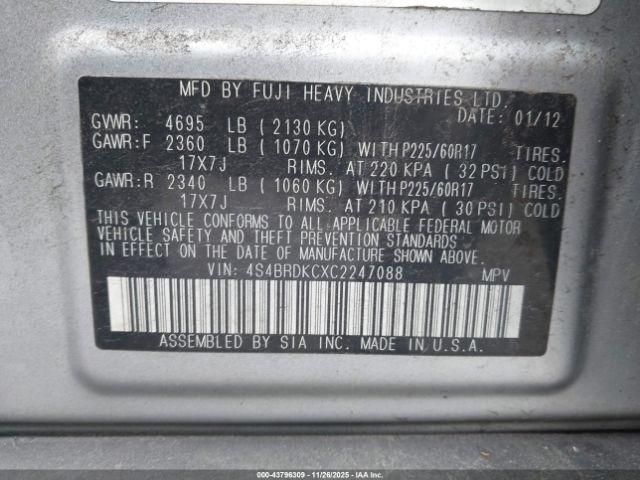 MFD BY FUJI HEAVY INDUSTRIES LTD.
DATE: 01/12
GVWR: 4695 LB ( 2130 KG)
GAWR:F 2360 LB ( 1070 KG) WITH P225/60R17 TIRES.
17X7J RIMS. AT 220 KPA ( 32 PSI) COLD
GAWR:R 2340 LB ( 1060 KG) WITH P225/60R17 TIRES.
17X7J RIMS. AT 210 KPA ( 30 PSI) COLD
THIS VEHICLE CONFORMS TO ALL APPLICABLE FEDERAL MOTOR
VEHICLE SAFETY AND THEFT PREVENTION STANDARDS
IN EFFECT ON THE DATE OF MANUFACTURE SHOWN ABOVE.
VIN: 4S4BRDKCXC2247088 MPV
ASSEMBLED BY SIA INC. MADE IN U.S.A.
000-43796309 - 11/26/2025 - IAAI.COM